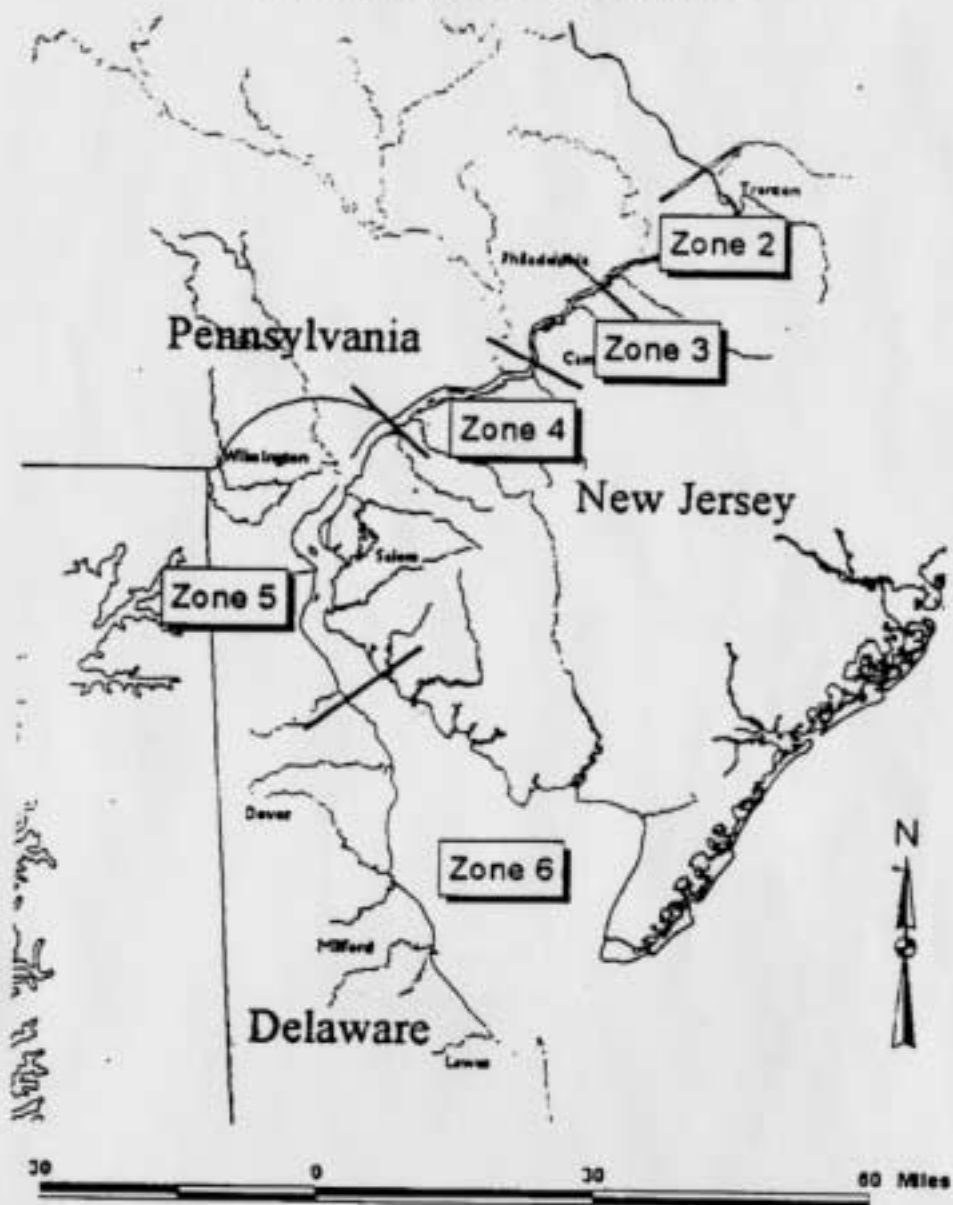 Trenton
Zone 2
Philadelphia
Pennsylvania
Cam
Zone 3
Zone 4
Wilmington
New Jersey
Salem
Zone 5
Dover
Zone 6
N
Milford
Delaware
Lewes
30 0 30 60 Miles